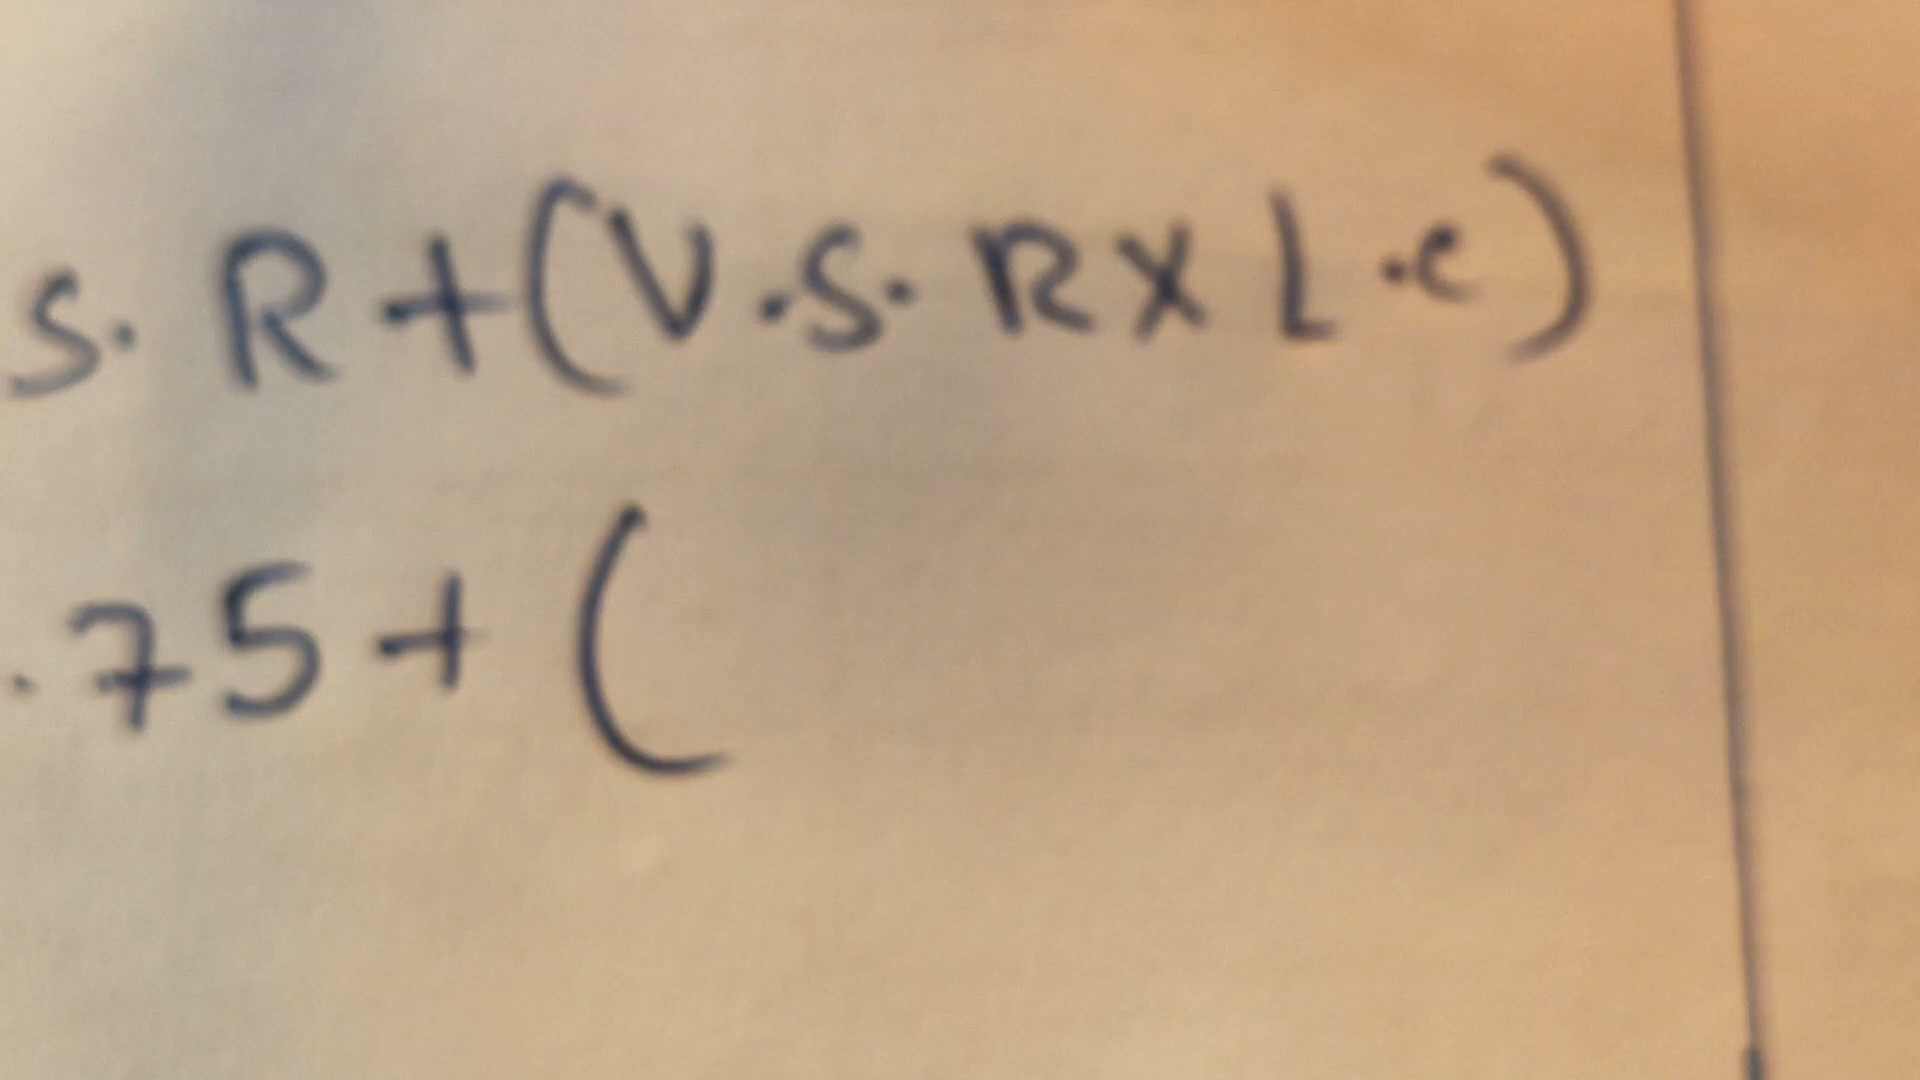 S. R + (V.S. R X L.C)
.75 + (